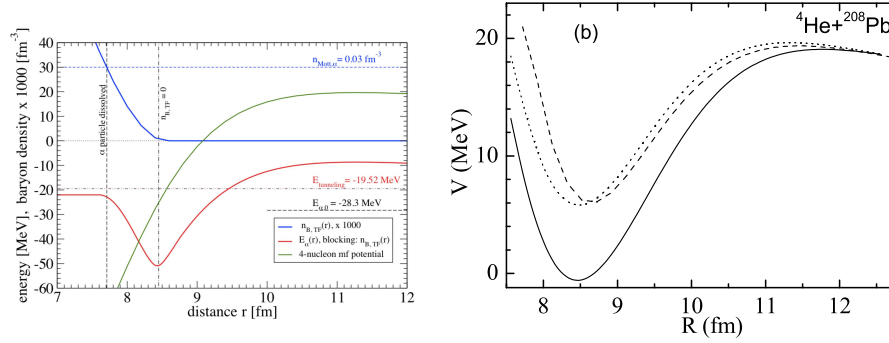 n_Mott,α = 0.03 fm⁻³
α particle dissolved
n_B,TF = 0
E_tunneling = -19.52 MeV
E_α,0 = -28.3 MeV
n_B,TF(r), x 1000
E_α(r), blocking: n_B,TF(r)
4-nucleon mf potential
energy [MeV], baryon density x 1000 [fm⁻³]
40
30
20
10
0
-10
-20
-30
-40
-50
-60
7
8
9
10
11
12
distance r [fm]
(b)
⁴He+²⁰⁸Pb
V (MeV)
20
10
0
8
9
10
11
12
R (fm)